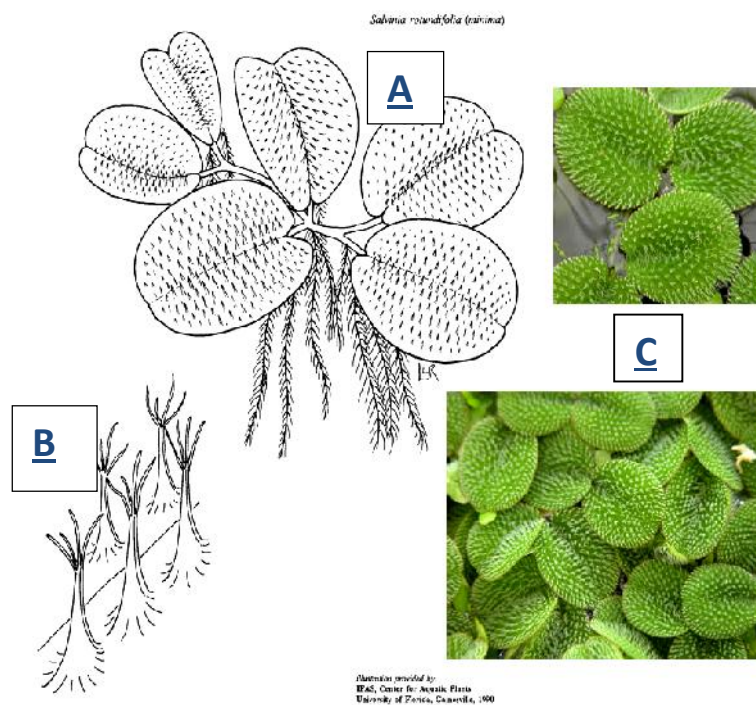 Salvinia rotundifolia (minima)
A
C
B
Illustration provided by
IFAS, Center for Aquatic Plants
University of Florida, Gainesville, 1990